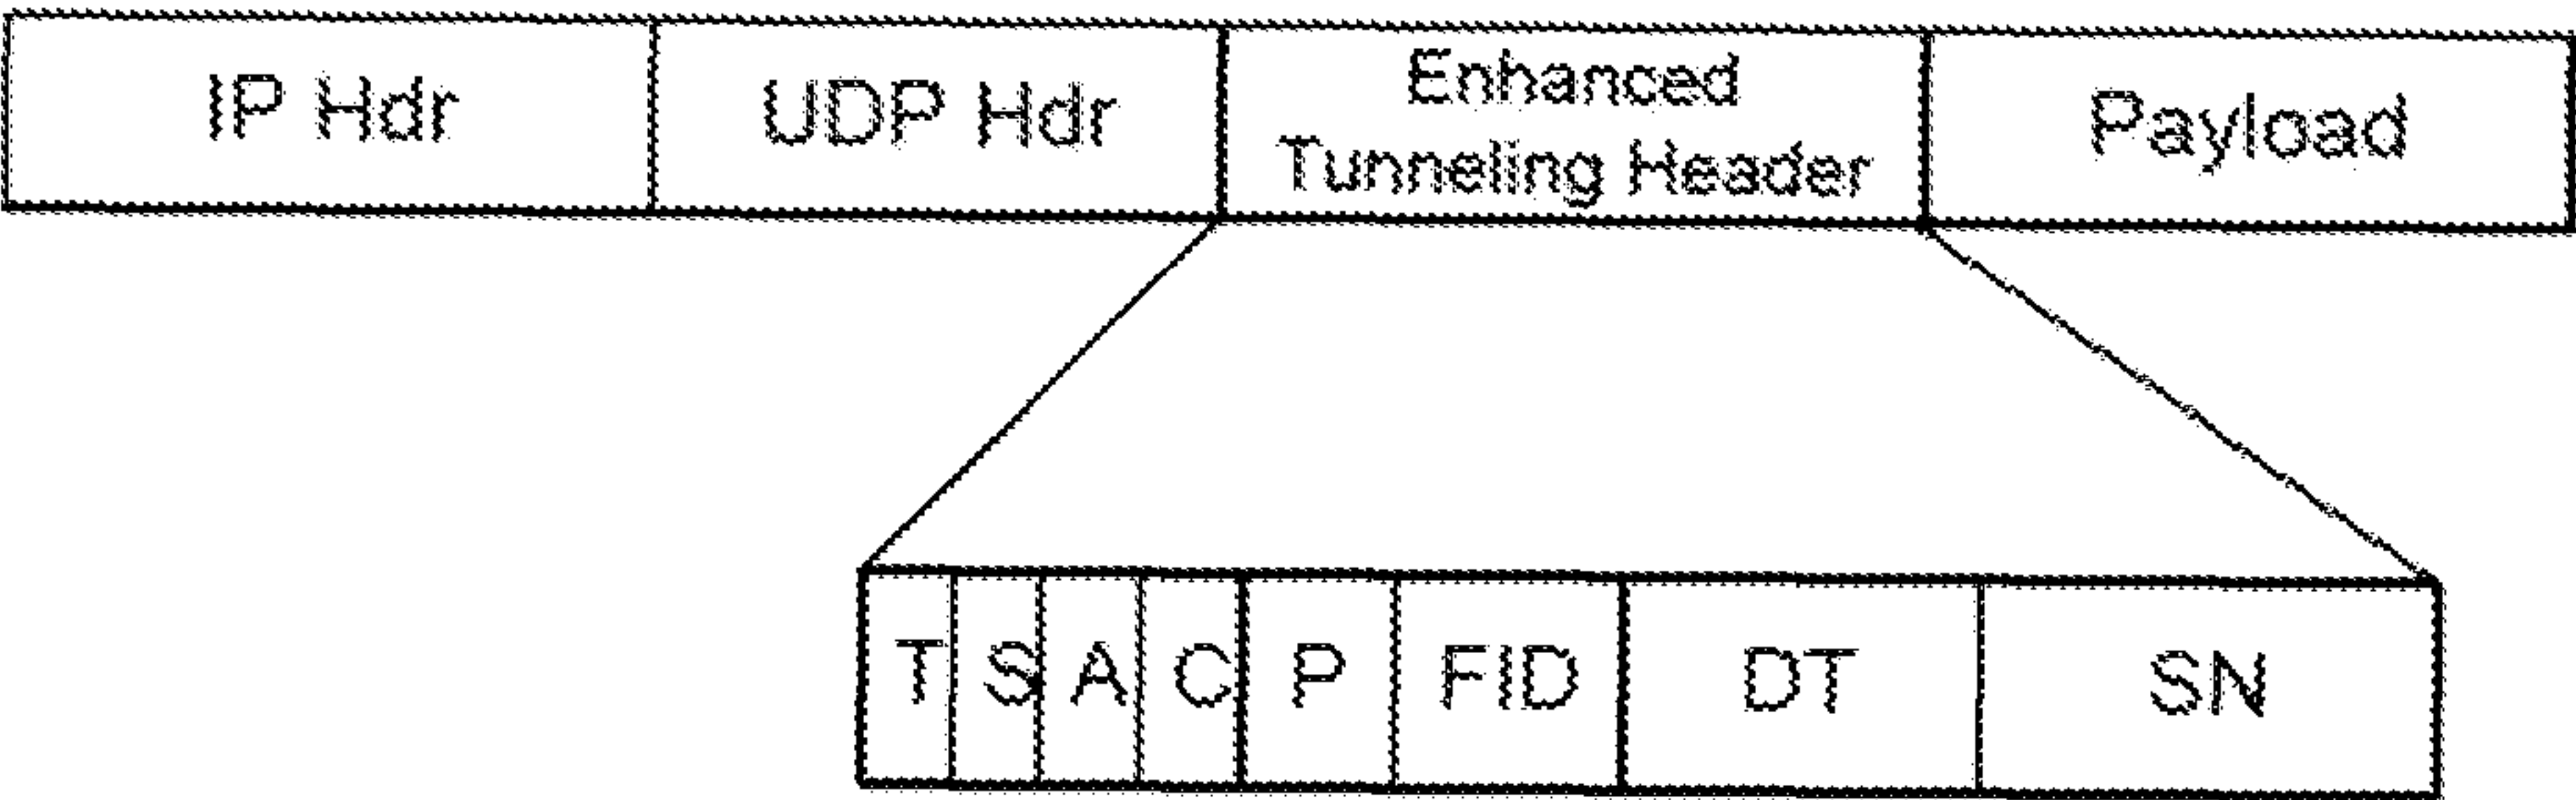 IP Hdr
UDP Hdr
Enhanced
Tunneling Header
Payload
T
S
A
C
P
FID
DT
SN